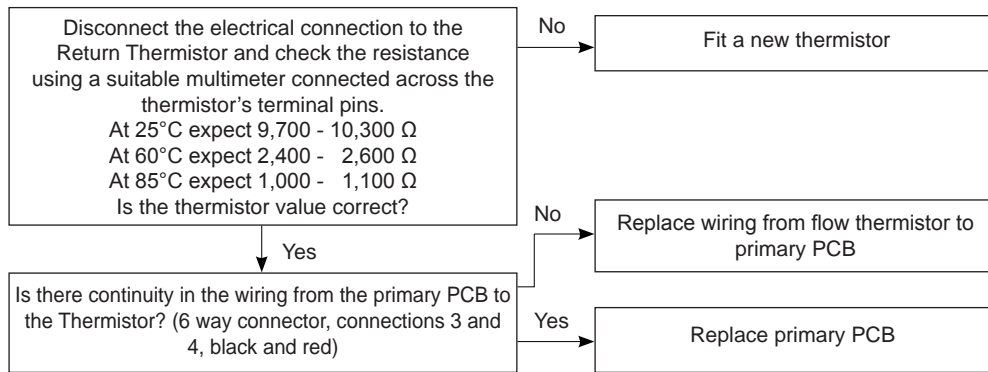 Disconnect the electrical connection to the
Return Thermistor and check the resistance
using a suitable multimeter connected across the
thermistor’s terminal pins.
At 25°C expect 9,700 - 10,300 Ω
At 60°C expect 2,400 - 2,600 Ω
At 85°C expect 1,000 - 1,100 Ω
Is the thermistor value correct?
No
Fit a new thermistor
Yes
Is there continuity in the wiring from the primary PCB to
the Thermistor? (6 way connector, connections 3 and
4, black and red)
No
Replace wiring from flow thermistor to
primary PCB
Yes
Replace primary PCB